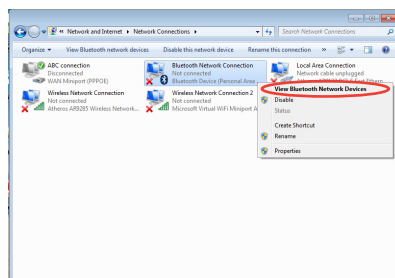 « Network and Internet ▸ Network Connections ▸
Search Network Connections
Organize ▾ View Bluetooth network devices Disable this network device Rename this connection »
ABC connection
Disconnected
WAN Miniport (PPPOE)
Bluetooth Network Connection
Not connected
Bluetooth Device (Personal Area ...
Local Area Connection
Network cable unplugged
Wireless Network Connection
Not connected
Atheros AR9285 Wireless Network...
Wireless Network Connection 2
Not connected
Microsoft Virtual WiFi Miniport A
View Bluetooth Network Devices
Disable
Status
Create Shortcut
Rename
Properties